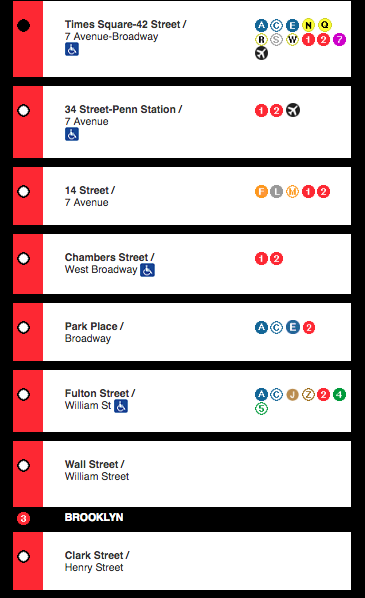 Times Square-42 Street /
7 Avenue-Broadway
A C E N Q
R S W 1 2 7
34 Street-Penn Station /
7 Avenue
1 2
14 Street /
7 Avenue
F L M 1 2
Chambers Street /
West Broadway
1 2
Park Place /
Broadway
A C E 2
Fulton Street /
William St
A C J Z 2 4
5
Wall Street /
William Street
3 BROOKLYN
Clark Street /
Henry Street